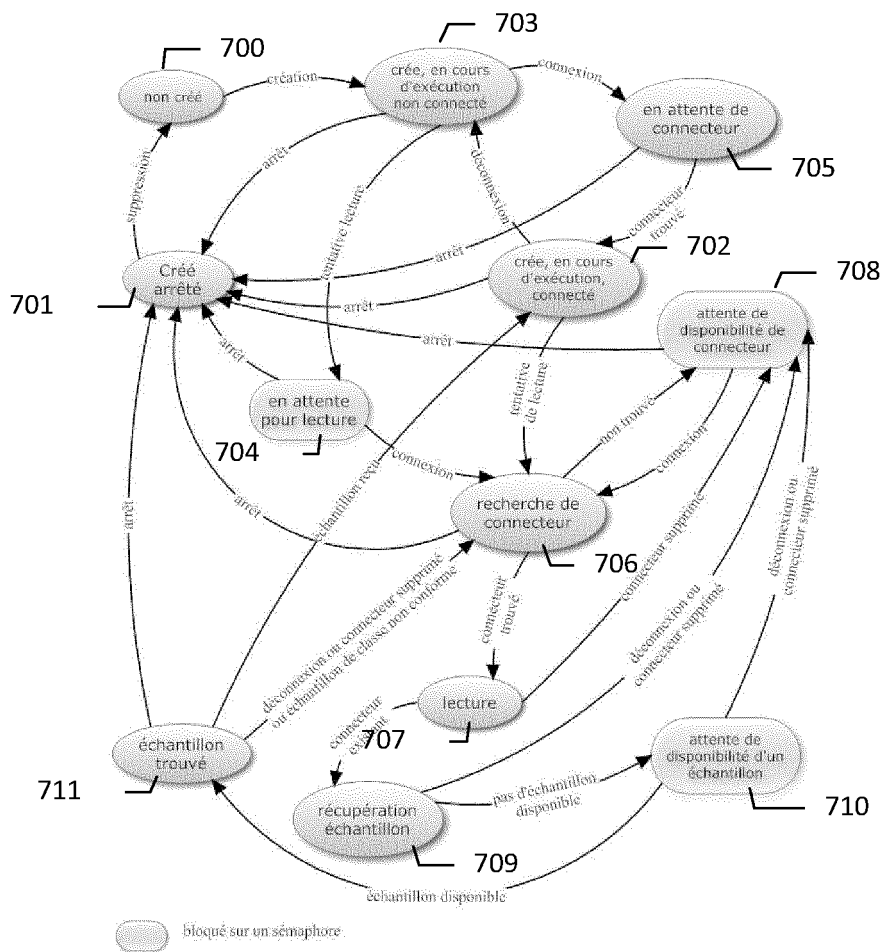 703
700
création
non créé
crée, en cours
d'exécution
non connecté
connexion
en attente de
connecteur
705
suppression
arrêt
tentative lecture
déconnexion
connecteur
trouvé
702
708
Créé
arrêté
701
arrêt
crée, en cours
d'exécution,
connecté
arrêt
attente de
disponibilité de
connecteur
arrêt
arrêt
en attente
pour lecture
704
tentative
de lecture
non trouvé
connexion
connexion
échantillon reçu
recherche de
connecteur
706
arrêt
arrêt
connecteur supprimé
déconnexion ou
connecteur supprimé
déconnexion ou
connecteur supprimé
déconnexion ou connecteur supprimé
ou échantillon de classe non conforme
connecteur
trouvé
lecture
707
connecteur
existant
échantillon
trouvé
711
récupération
échantillon
709
pas d'échantillon
disponible
attente de
disponibilité d'un
échantillon
710
échantillon disponible
bloqué sur un sémaphore